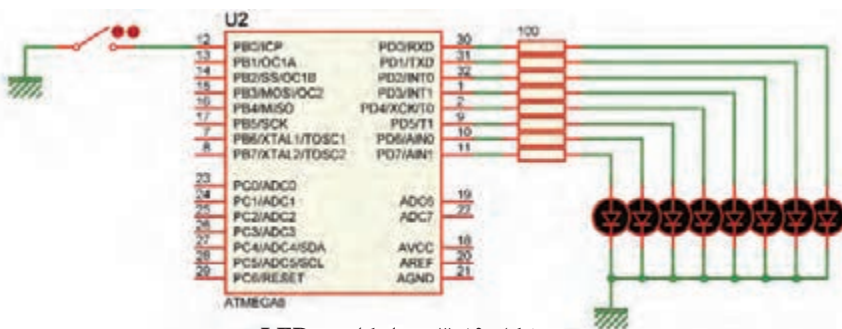 U2
100
12 PB0/ICP
13 PB1/OC1A
14 PB2/SS/OC1B
15 PB3/MOSI/OC2
16 PB4/MISO
17 PB5/SCK
7 PB6/XTAL1/TOSC1
8 PB7/XTAL2/TOSC2
23 PC0/ADC0
24 PC1/ADC1
25 PC2/ADC2
26 PC3/ADC3
27 PC4/ADC4/SDA
28 PC5/ADC5/SCL
29 PC6/RESET
PD0/RXD 30
PD1/TXD 31
PD2/INT0 32
PD3/INT1 1
PD4/XCK/T0 2
PD5/T1 9
PD6/AIN0 10
PD7/AIN1 11
ADC6 19
ADC7 22
AVCC 18
AREF 20
AGND 21
ATMEGA8
LED